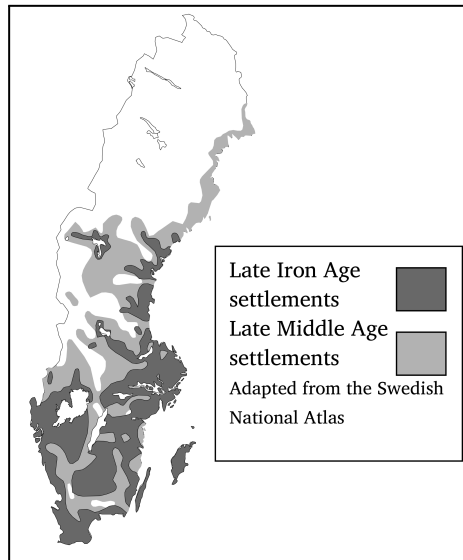 Late Iron Age
settlements
Late Middle Age
settlements
Adapted from the Swedish
National Atlas